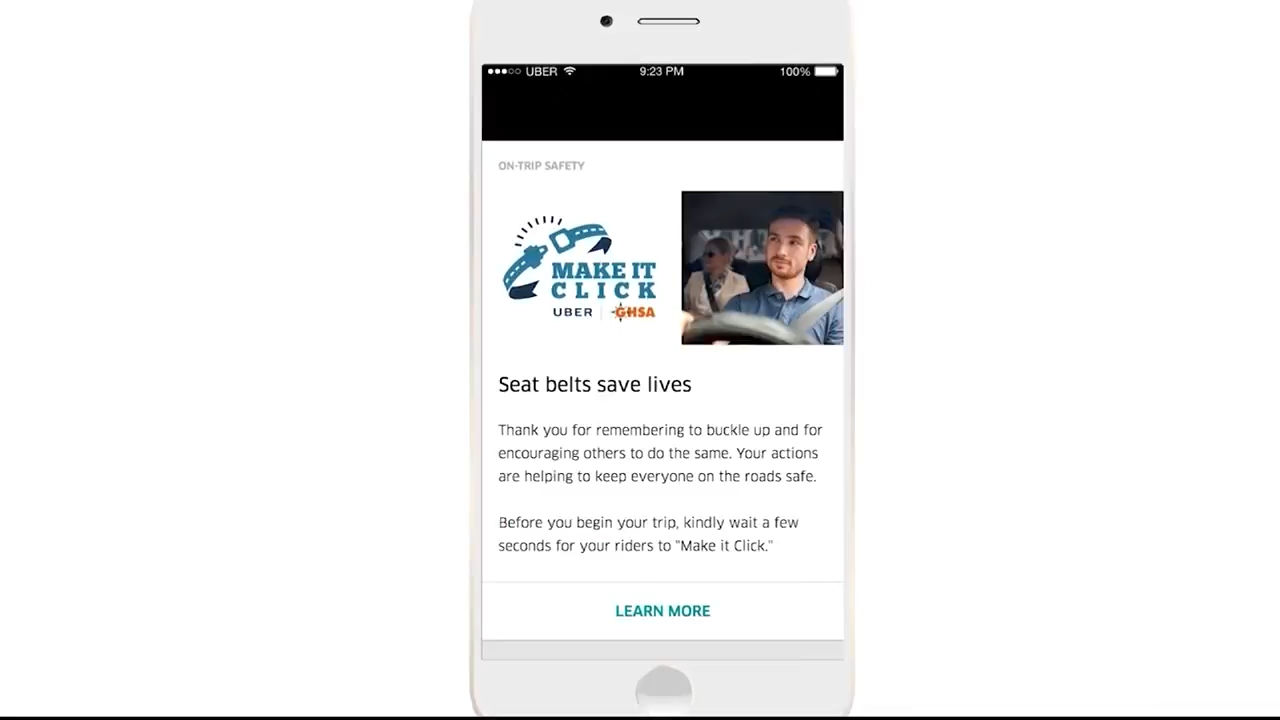 UBER 9:23 PM 100%
ON-TRIP SAFETY
MAKE IT
CLICK
UBER GHSA
Seat belts save lives
Thank you for remembering to buckle up and for
encouraging others to do the same. Your actions
are helping to keep everyone on the roads safe.
Before you begin your trip, kindly wait a few
seconds for your riders to "Make it Click."
LEARN MORE